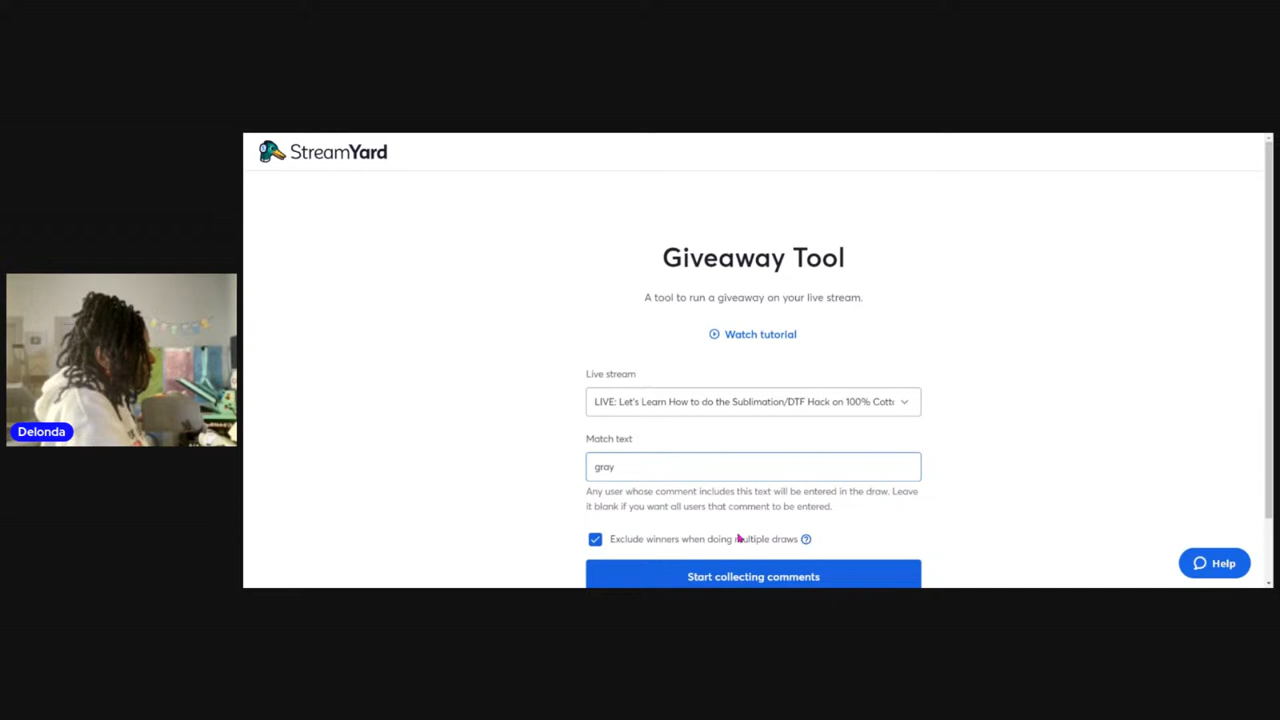 StreamYard
Giveaway Tool
A tool to run a giveaway on your live stream.
Watch tutorial
Live stream
LIVE: Let's Learn How to do the Sublimation/DTF Hack on 100% Cott
Match text
gray
Any user whose comment includes this text will be entered in the draw. Leave
it blank if you want all users that comment to be entered.
Exclude winners when doing multiple draws
Start collecting comments
Help
Delonda